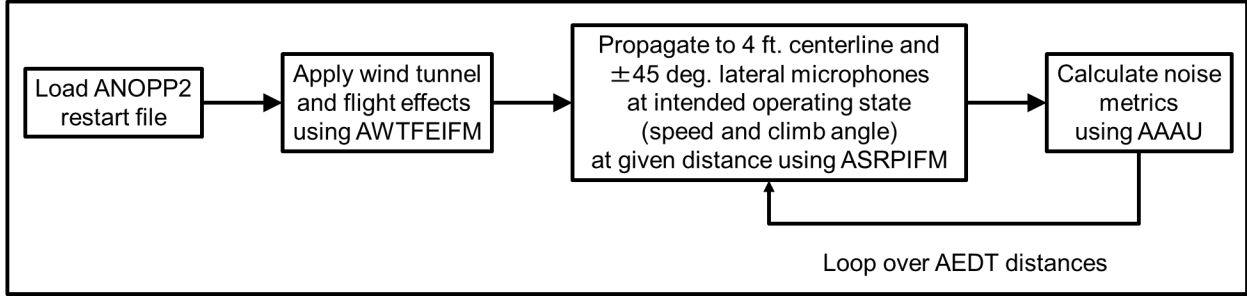 Load ANOPP2
restart file
Apply wind tunnel
and flight effects
using AWTFEIFM
Propagate to 4 ft. centerline and
±45 deg. lateral microphones
at intended operating state
(speed and climb angle)
at given distance using ASRPIFM
Calculate noise
metrics
using AAAU
Loop over AEDT distances